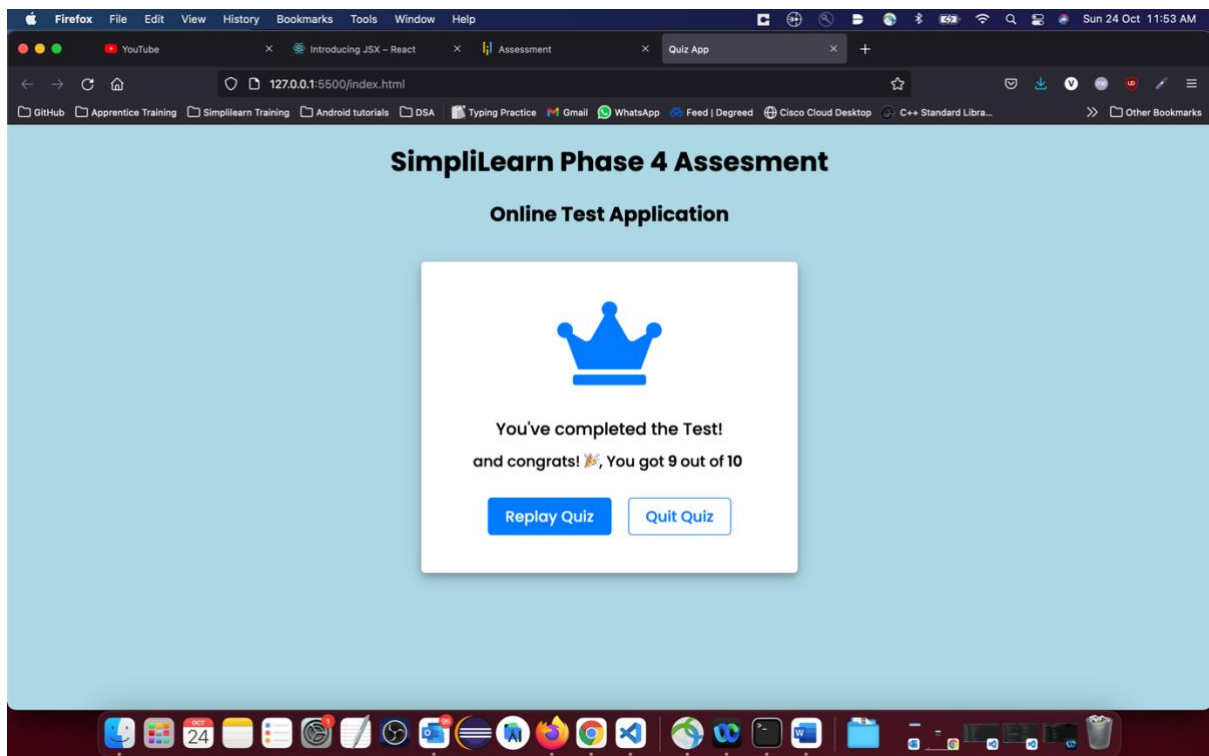 Firefox File Edit View History Bookmarks Tools Window Help Sun 24 Oct 11:53 AM
YouTube Introducing JSX – React Assessment Quiz App
127.0.0.1:5500/index.html
GitHub Apprentice Training Simplilearn Training Android tutorials DSA Typing Practice Gmail WhatsApp Feed | Degreed Cisco Cloud Desktop C++ Standard Libra... Other Bookmarks
SimpliLearn Phase 4 Assesment
Online Test Application
You've completed the Test!
and congrats! 🎉, You got 9 out of 10
Replay Quiz Quit Quiz
OCT
24